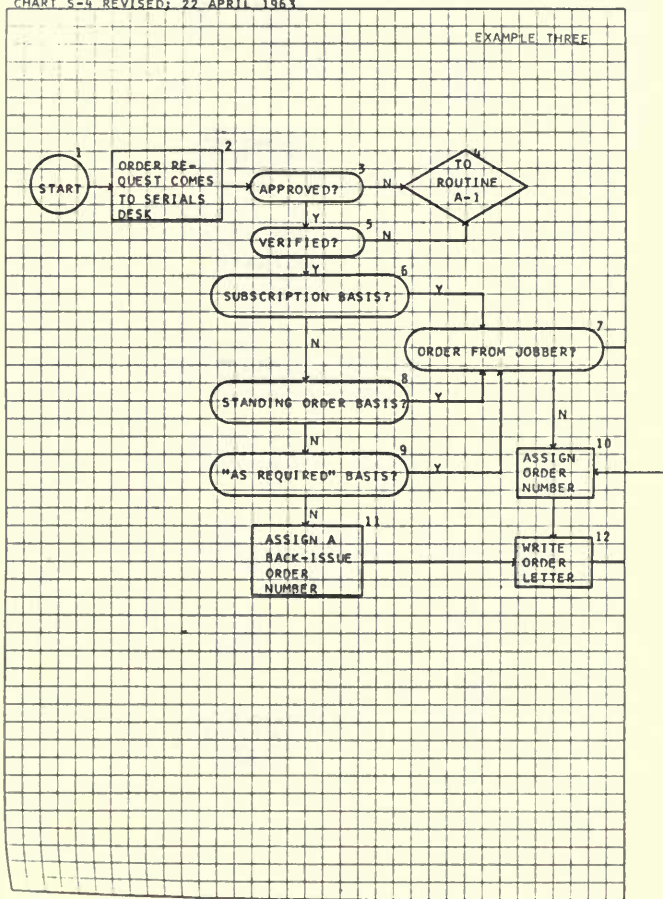 CHART S-4 REVISED; 22 APRIL 1963
EXAMPLE THREE
1
START
2
ORDER RE-
QUEST COMES
TO SERIALS
DESK
3
APPROVED?
N
4
TO
ROUTINE
A-1
Y
5
VERIFIED?
N
Y
6
SUBSCRIPTION BASIS?
Y
7
ORDER FROM JOBBER?
N
8
STANDING ORDER BASIS?
Y
N
N
9
"AS REQUIRED" BASIS?
Y
10
ASSIGN
ORDER
NUMBER
N
11
ASSIGN A
BACK-ISSUE
ORDER
NUMBER
12
WRITE
ORDER
LETTER